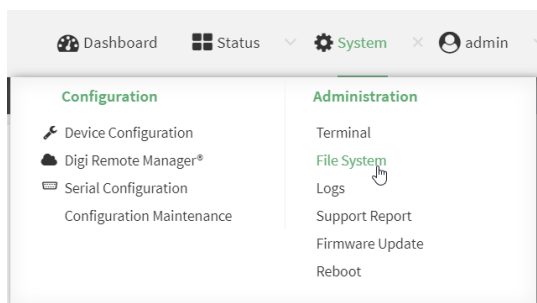 Dashboard Status System admin
Configuration
Device Configuration
Digi Remote Manager®
Serial Configuration
Configuration Maintenance
Administration
Terminal
File System
Logs
Support Report
Firmware Update
Reboot